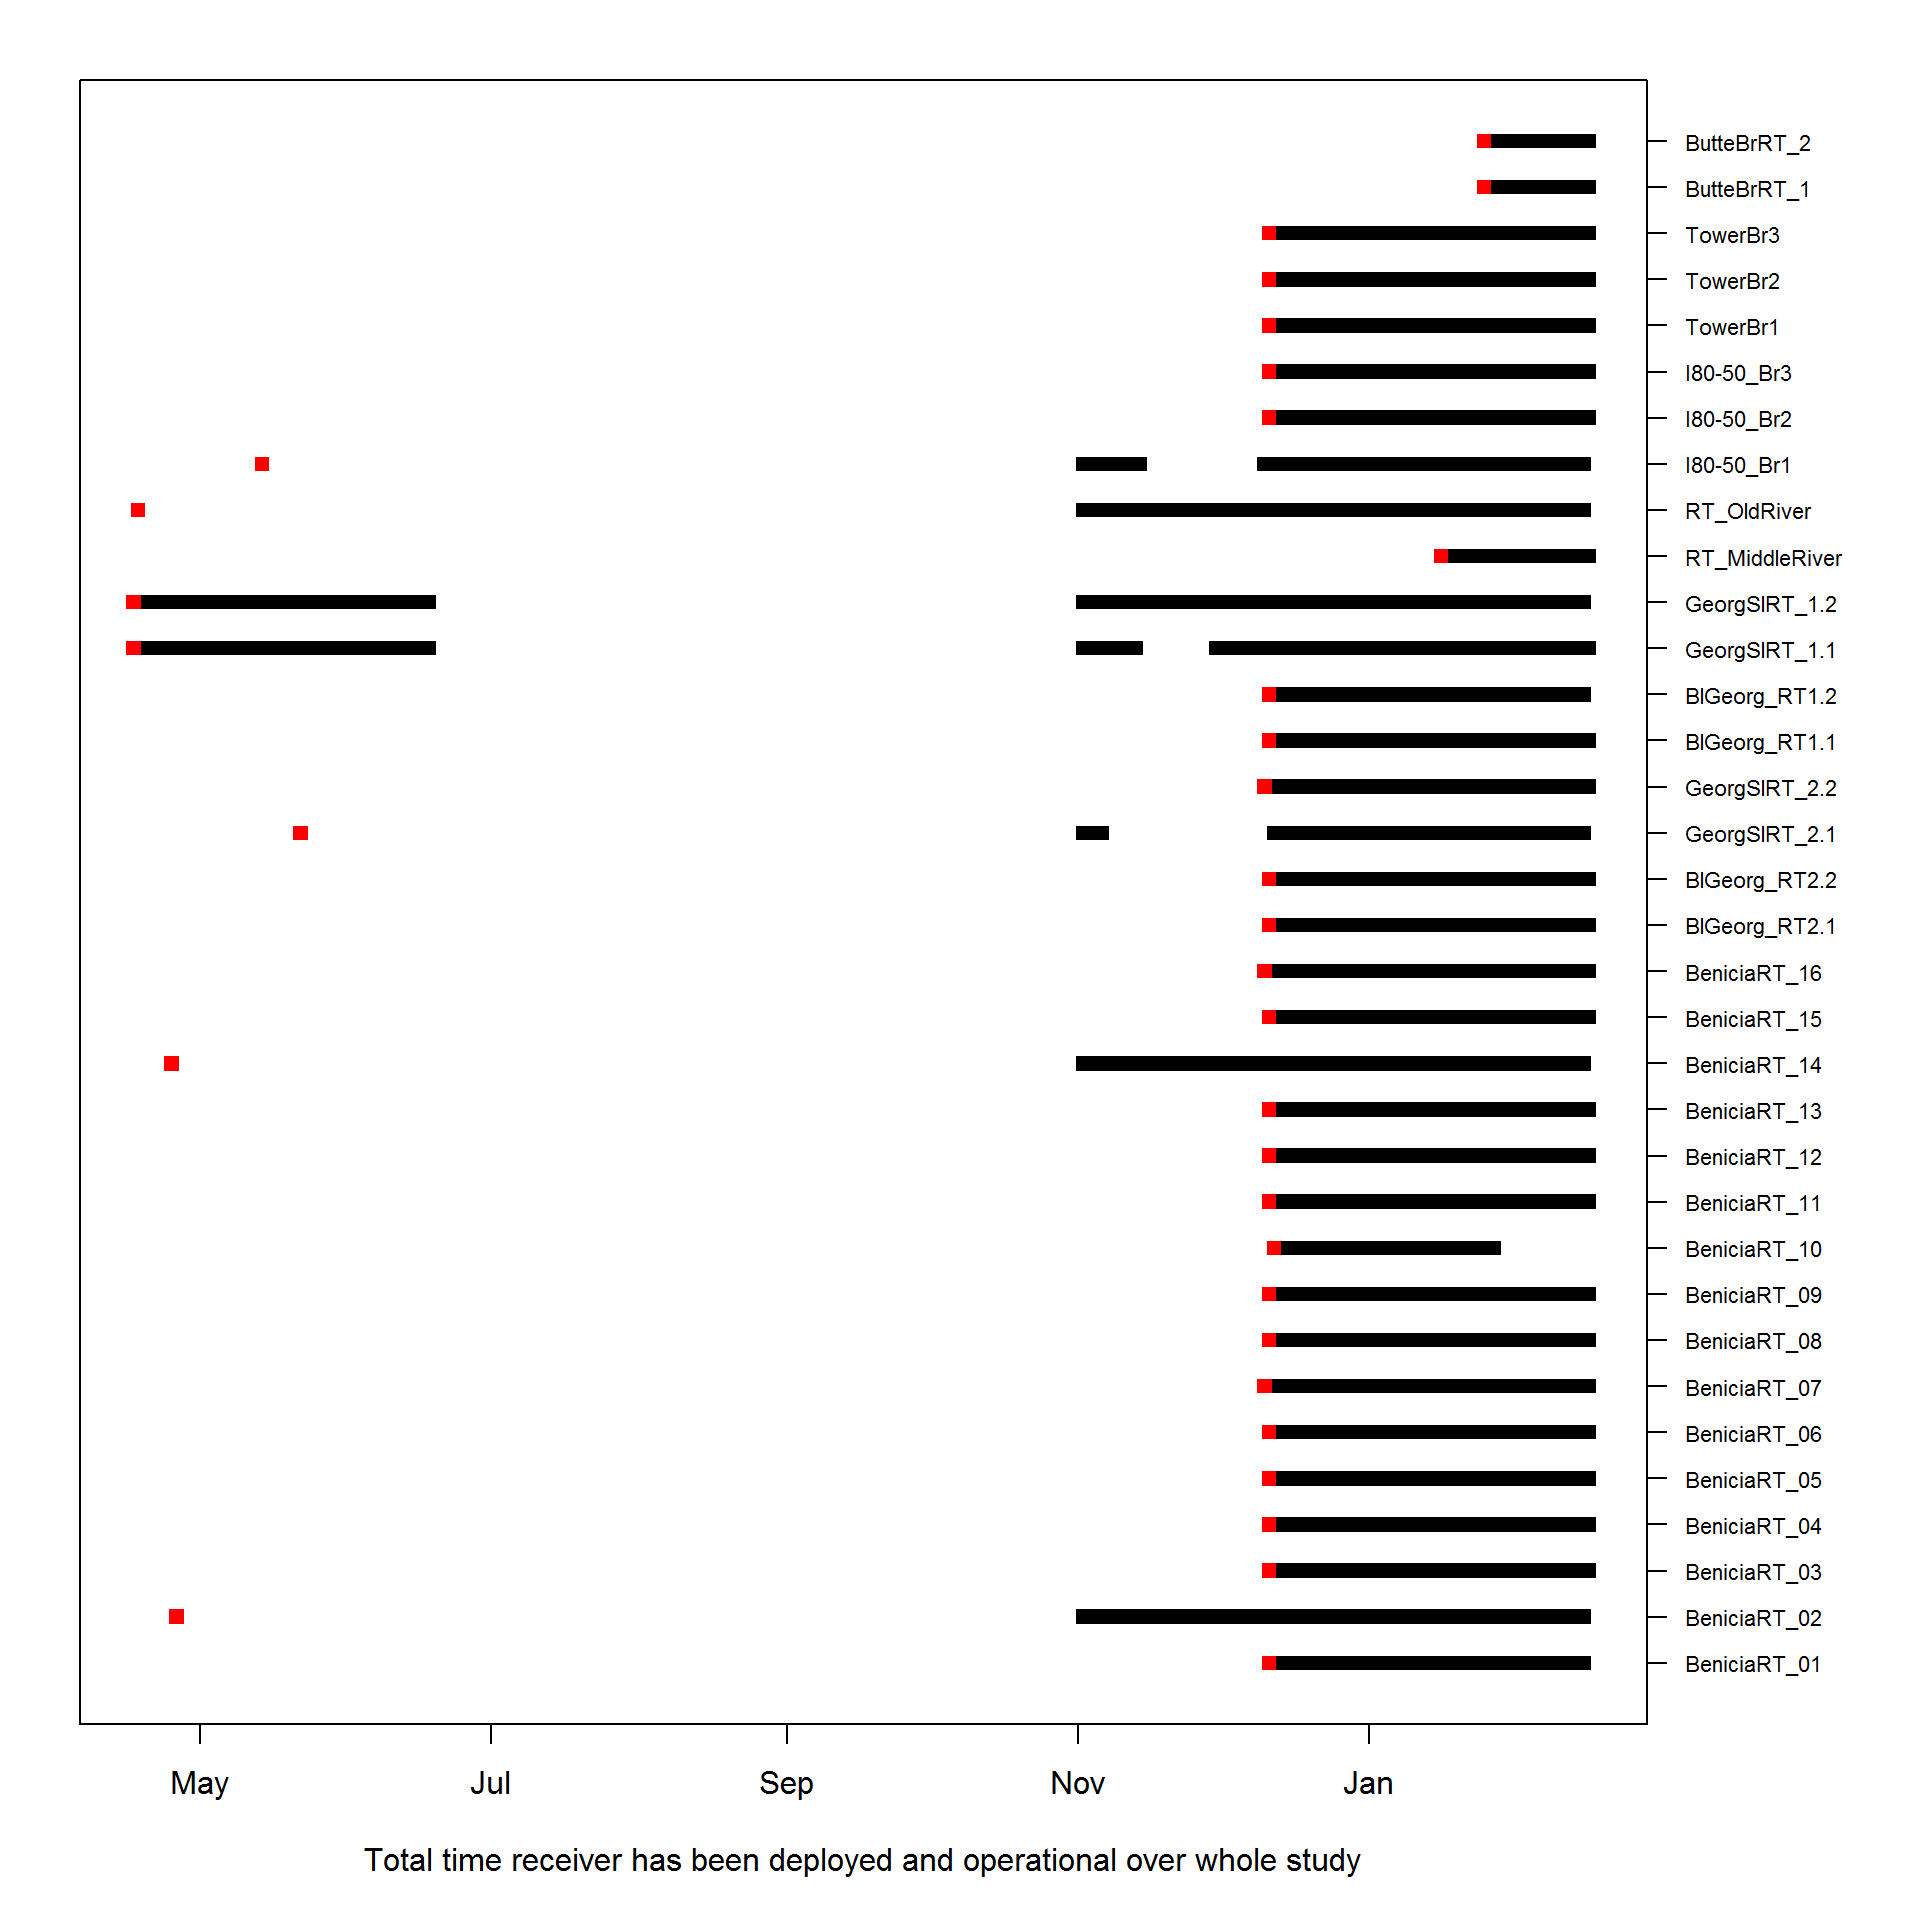 ButteBrRT_2
ButteBrRT_1
TowerBr3
TowerBr2
TowerBr1
I80-50_Br3
I80-50_Br2
I80-50_Br1
RT_OldRiver
RT_MiddleRiver
GeorgSlRT_1.2
GeorgSlRT_1.1
BlGeorg_RT1.2
BlGeorg_RT1.1
GeorgSlRT_2.2
GeorgSlRT_2.1
BlGeorg_RT2.2
BlGeorg_RT2.1
BeniciaRT_16
BeniciaRT_15
BeniciaRT_14
BeniciaRT_13
BeniciaRT_12
BeniciaRT_11
BeniciaRT_10
BeniciaRT_09
BeniciaRT_08
BeniciaRT_07
BeniciaRT_06
BeniciaRT_05
BeniciaRT_04
BeniciaRT_03
BeniciaRT_02
BeniciaRT_01
May Jul Sep Nov Jan
Total time receiver has been deployed and operational over whole study